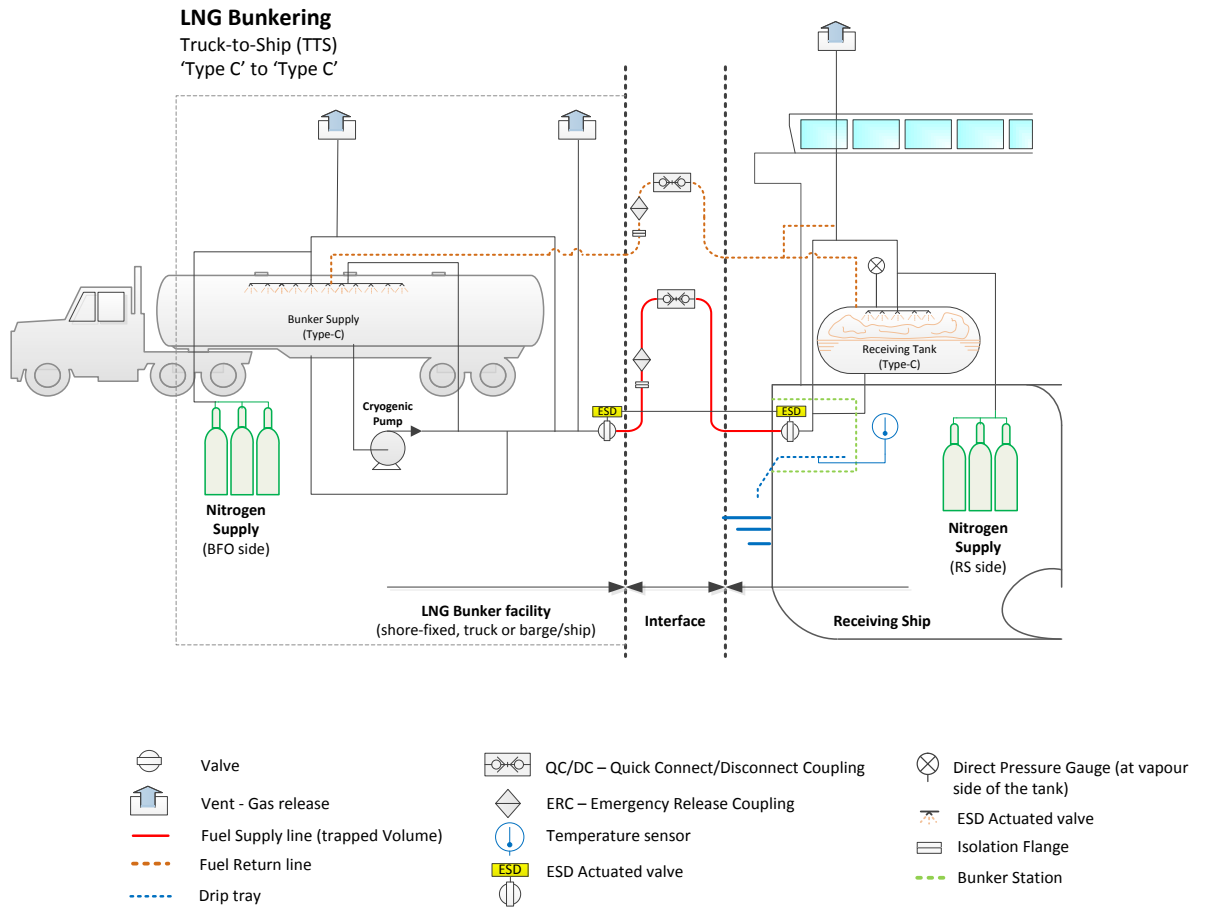 LNG Bunkering
Truck-to-Ship (TTS)
‘Type C’ to ‘Type C’
Bunker Supply
(Type-C)
Receiving Tank
(Type-C)
Cryogenic
Pump
ESD
ESD
Nitrogen
Supply
(BFO side)
Nitrogen
Supply
(RS side)
LNG Bunker facility
(shore-fixed, truck or barge/ship)
Interface
Receiving Ship
Valve
Vent - Gas release
Fuel Supply line (trapped Volume)
Fuel Return line
Drip tray
QC/DC – Quick Connect/Disconnect Coupling
ERC – Emergency Release Coupling
Temperature sensor
ESD
ESD Actuated valve
Direct Pressure Gauge (at vapour
side of the tank)
ESD Actuated valve
Isolation Flange
Bunker Station